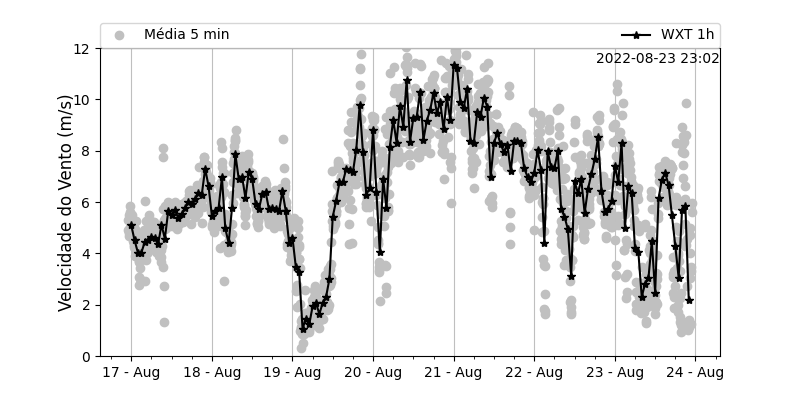 Média 5 min
WXT 1h
2022-08-23 23:02
Velocidade do Vento (m/s)
12
10
8
6
4
2
0
17 - Aug
18 - Aug
19 - Aug
20 - Aug
21 - Aug
22 - Aug
23 - Aug
24 - Aug